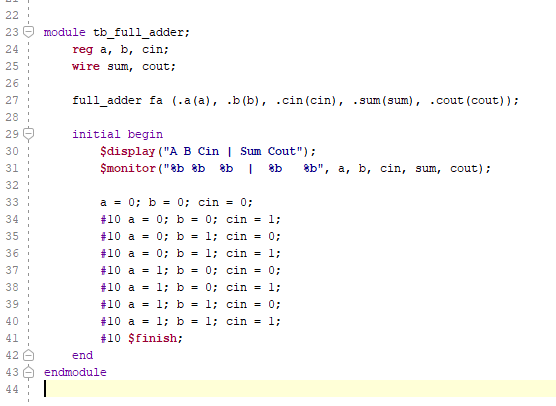 22
23 module tb_full_adder;
24     reg a, b, cin;
25     wire sum, cout;
26
27     full_adder fa (.a(a), .b(b), .cin(cin), .sum(sum), .cout(cout));
28
29     initial begin
30         $display("A B Cin | Sum Cout");
31         $monitor("%b %b  %b  |  %b   %b", a, b, cin, sum, cout);
32
33         a = 0; b = 0; cin = 0;
34         #10 a = 0; b = 0; cin = 1;
35         #10 a = 0; b = 1; cin = 0;
36         #10 a = 0; b = 1; cin = 1;
37         #10 a = 1; b = 0; cin = 0;
38         #10 a = 1; b = 0; cin = 1;
39         #10 a = 1; b = 1; cin = 0;
40         #10 a = 1; b = 1; cin = 1;
41         #10 $finish;
42     end
43 endmodule
44